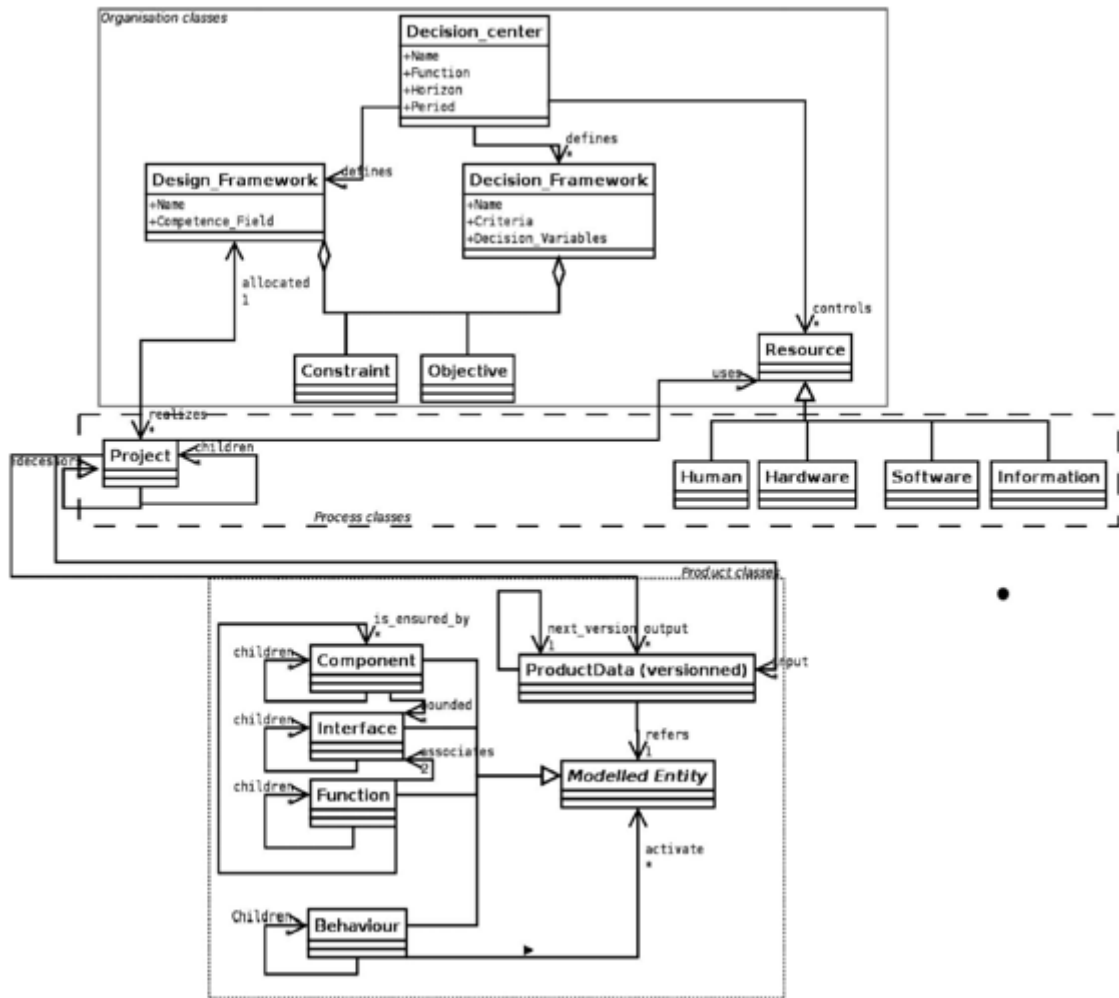 Organisation classes
Decision_center
+Name
+Function
+Horizon
+Period
defines
*
defines
Design_Framework
+Name
+Competence_Field
Decision_Framework
+Name
+Criteria
+Decision_Variables
allocated
1
controls
*
Constraint
Objective
Resource
uses
realizes
*
Project
children
Human
Hardware
Software
Information
Process classes
Product classes
is_ensured_by
*
next_version
1
output
*
children
Component
ProductData (versionned)
children
Interface
associates
2
refers
1
Modelled Entity
children
Function
activate
*
Children
Behaviour